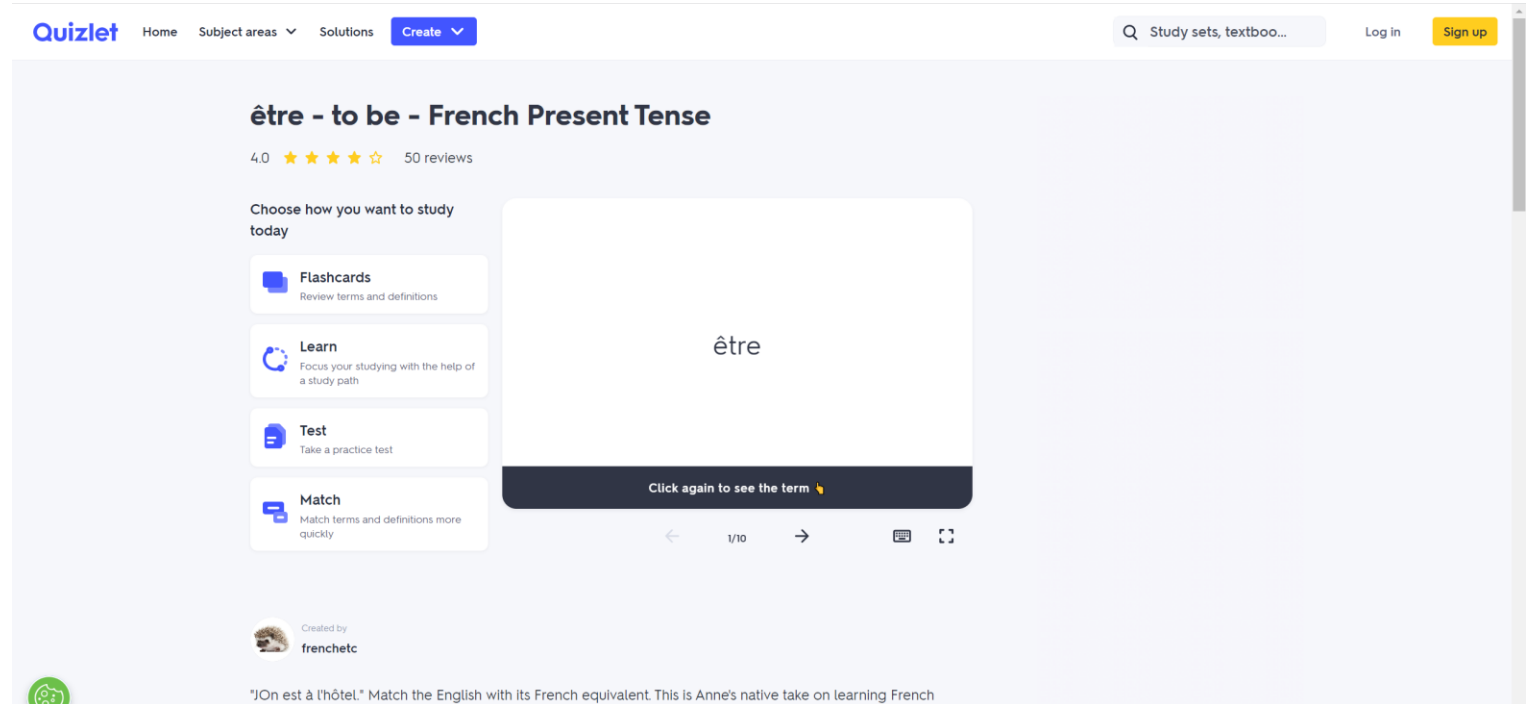 Quizlet Home Subject areas Solutions Create Study sets, textboo... Log in Sign up
être - to be - French Present Tense
4.0 50 reviews
Choose how you want to study
today
Flashcards
Review terms and definitions
Learn
Focus your studying with the help of
a study path
Test
Take a practice test
Match
Match terms and definitions more
quickly
être
Click again to see the term
1/10
Created by
frenchetc
"JOn est à l'hôtel." Match the English with its French equivalent. This is Anne's native take on learning French